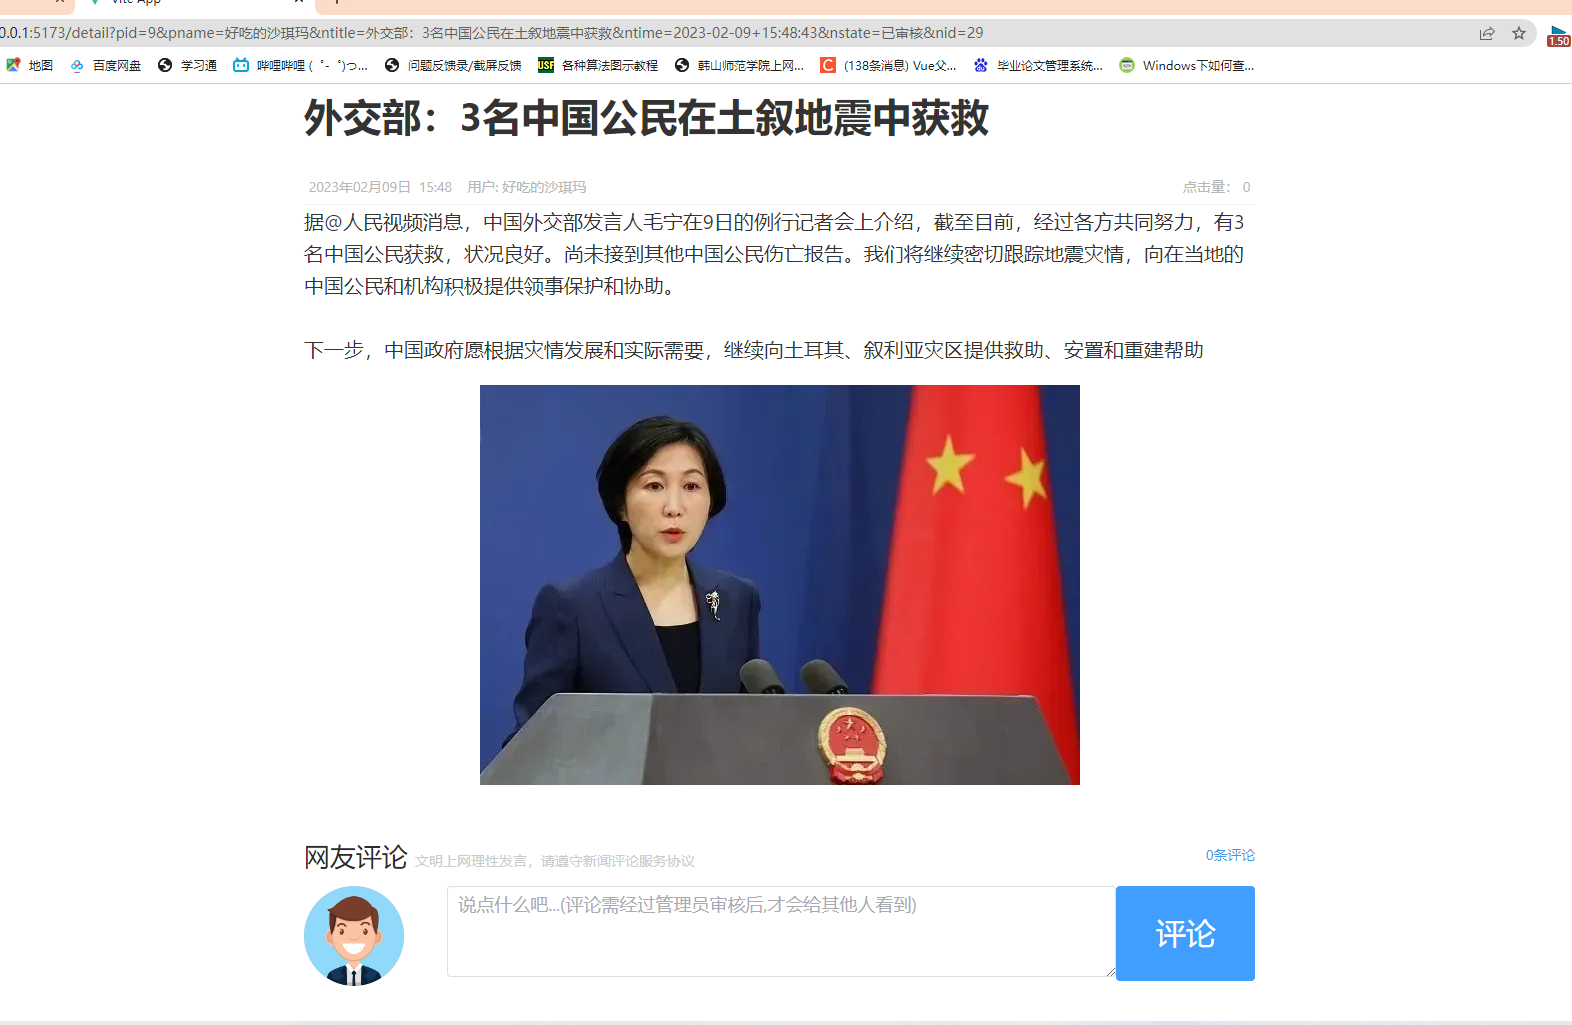 Vite App
0.0.1:5173/detail?pid=9&pname=好吃的沙琪玛&ntitle=外交部：3名中国公民在土叙地震中获救&ntime=2023-02-09+15:48:43&nstate=已审核&nid=29
1.50
地图 百度网盘 学习通 哔哩哔哩 ( ゜- ゜)つ... 问题反馈录/截屏反馈 USF 各种算法图示教程 韩山师范学院上网... C (138条消息) Vue父... 毕业论文管理系统... Windows下如何查...
外交部：3名中国公民在土叙地震中获救
2023年02月09日 15:48 用户: 好吃的沙琪玛 点击量： 0
据@人民视频消息，中国外交部发言人毛宁在9日的例行记者会上介绍，截至目前，经过各方共同努力，有3
名中国公民获救，状况良好。尚未接到其他中国公民伤亡报告。我们将继续密切跟踪地震灾情，向在当地的
中国公民和机构积极提供领事保护和协助。
下一步，中国政府愿根据灾情发展和实际需要，继续向土耳其、叙利亚灾区提供救助、安置和重建帮助
网友评论 文明上网理性发言，请遵守新闻评论服务协议 0条评论
说点什么吧...(评论需经过管理员审核后,才会给其他人看到)
评论